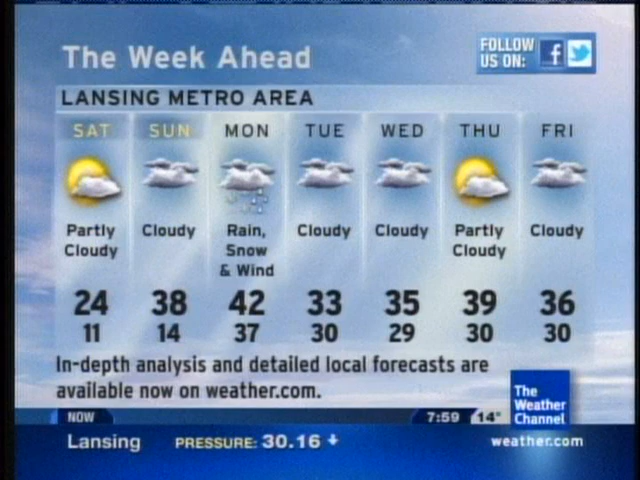 The Week Ahead
FOLLOW
US ON:
LANSING METRO AREA
SAT SUN MON TUE WED THU FRI
Partly Cloudy
Cloudy
Rain, Snow & Wind
Cloudy
Cloudy
Partly Cloudy
Cloudy
24 38 42 33 35 39 36
11 14 37 30 29 30 30
In-depth analysis and detailed local forecasts are
available now on weather.com.
The
Weather
Channel
NOW 7:59 14°
Lansing PRESSURE: 30.16 weather.com